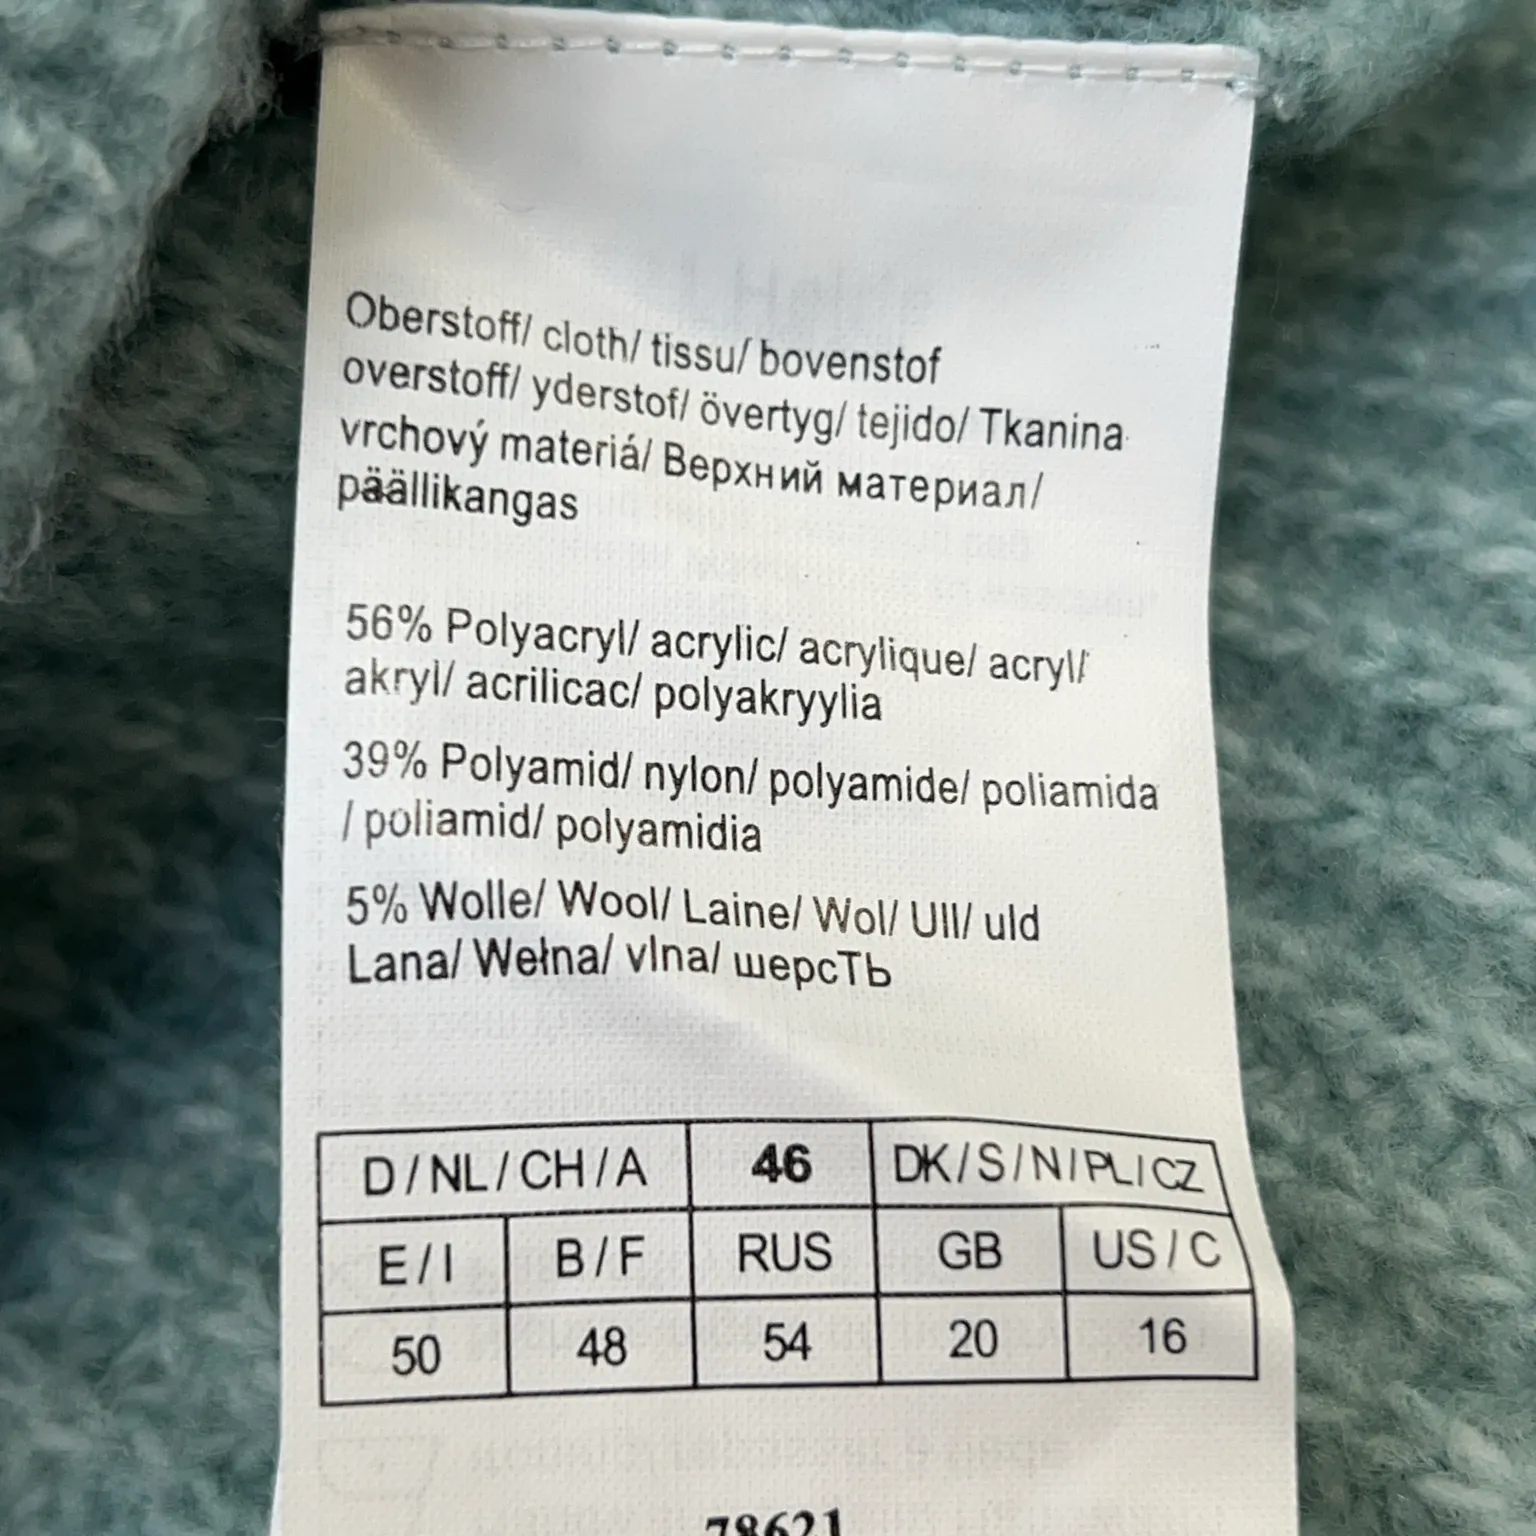 Oberstoff/ cloth/ tissu/ bovenstof
overstoff/ yderstof/ övertyg/ tejido/ Tkanina
vrchový materiá/ Верхний материал/
päällikangas
56% Polyacryl/ acrylic/ acrylique/ acryl/
akryl/ acrilicac/ polyakryylia
39% Polyamid/ nylon/ polyamide/ poliamida
/ poliamid/ polyamidia
5% Wolle/ Wool/ Laine/ Wol/ Ull/ uld
Lana/ Wełna/ vlna/ шерсТЬ
D/NL/CH/A 46 DK/S/N/PL/CZ
E/I B/F RUS GB US/C
50 48 54 20 16
78621